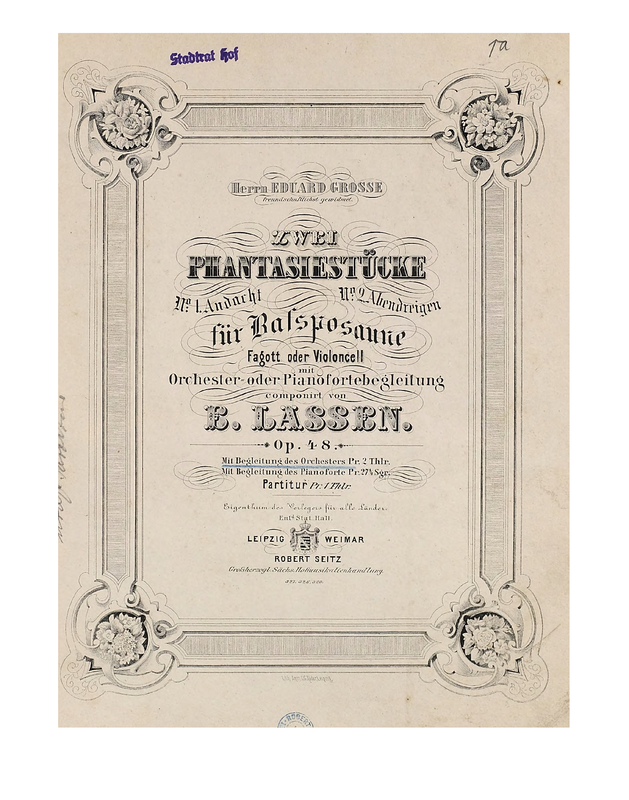 Stadtrat Hof
Herrn EDUARD GROSSE
freundschaftlichst gewidmet.
ZWEI
PHANTASIESTÜCKE
No. 1. Andacht No. 2. Abendreigen
für Bassposaune
Fagott oder Violoncell
mit
Orchester- oder Pianofortebegleitung
componirt von
E. LASSEN.
Op. 48.
Mit Begleitung des Orchesters Pr. 2 Thlr.
Mit Begleitung des Pianoforte Pr. 27½ Sgr.
Partitur Pr. 1 Thlr.
Eigenthum des Verlegers für alle Länder.
Entd Stat. Hall.
LEIPZIG WEIMAR
ROBERT SEITZ
Grossherzogl. Sächs. Hofmusikalienhandlung.